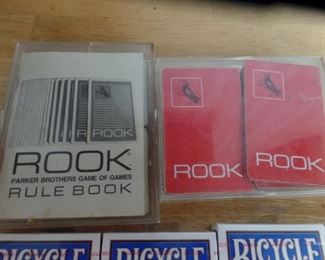 ROOK
ROOK
PARKER BROTHERS GAME OF GAMES
RULE BOOK
ROOK
ROOK
BICYCLE
BICYCLE
BICYCLE